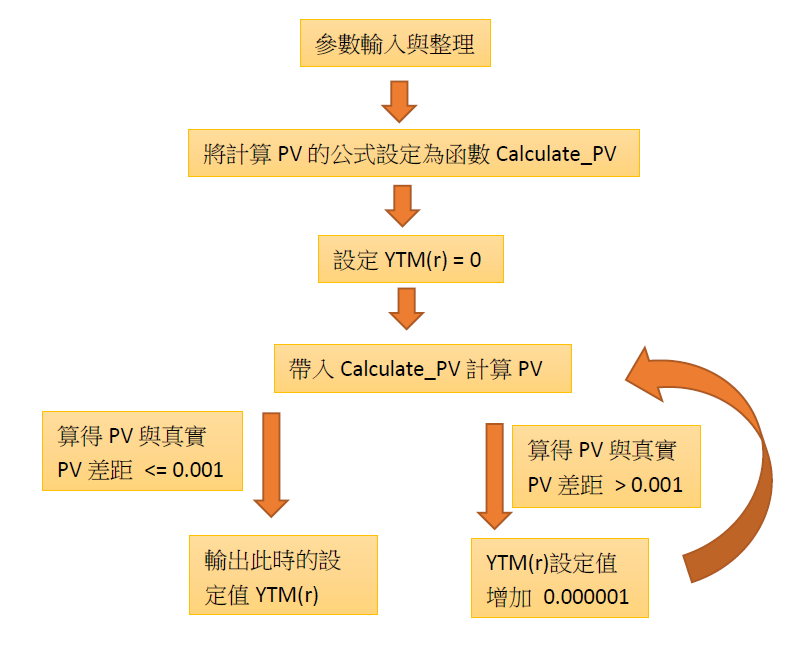 參數輸入與整理
將計算 PV 的公式設定為函數 Calculate_PV
設定 YTM(r) = 0
帶入 Calculate_PV 計算 PV
算得 PV 與真實
PV 差距 <= 0.001
算得 PV 與真實
PV 差距 > 0.001
輸出此時的設
定值 YTM(r)
YTM(r)設定值
增加 0.000001